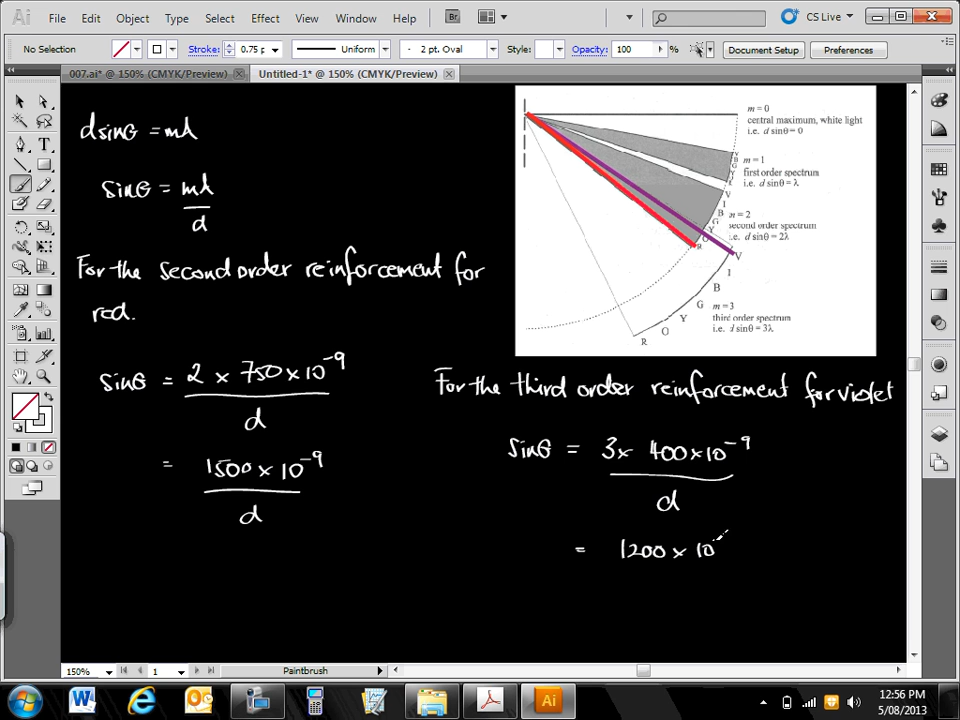 Ai File Edit Object Type Select Effect View Window Help Br CS Live
No Selection Stroke: 0.75 p Uniform 2 pt. Oval Style: Opacity: 100 % Document Setup Preferences
007.ai* @ 150% (CMYK/Preview) Untitled-1* @ 150% (CMYK/Preview)
dsinθ = mλ
sinθ = mλ
d
For the second order reinforcement for
red.
sinθ = 2 x 750 x 10⁻⁹
d
= 1500 x 10⁻⁹
d
m = 0
central maximum, white light
i.e. d sinθ = 0
m = 1
first order spectrum
i.e. d sinθ = λ
V
I
B
G
Y
O
R
m = 2
second order spectrum
i.e. d sinθ = 2λ
V
I
B
G
Y
O
R
m = 3
third order spectrum
i.e. d sinθ = 3λ
For the third order reinforcement for violet
sinθ = 3x 400 x 10⁻⁹
d
= 1200 x 10
150% 1 Paintbrush
Ai
12:56 PM
5/08/2013